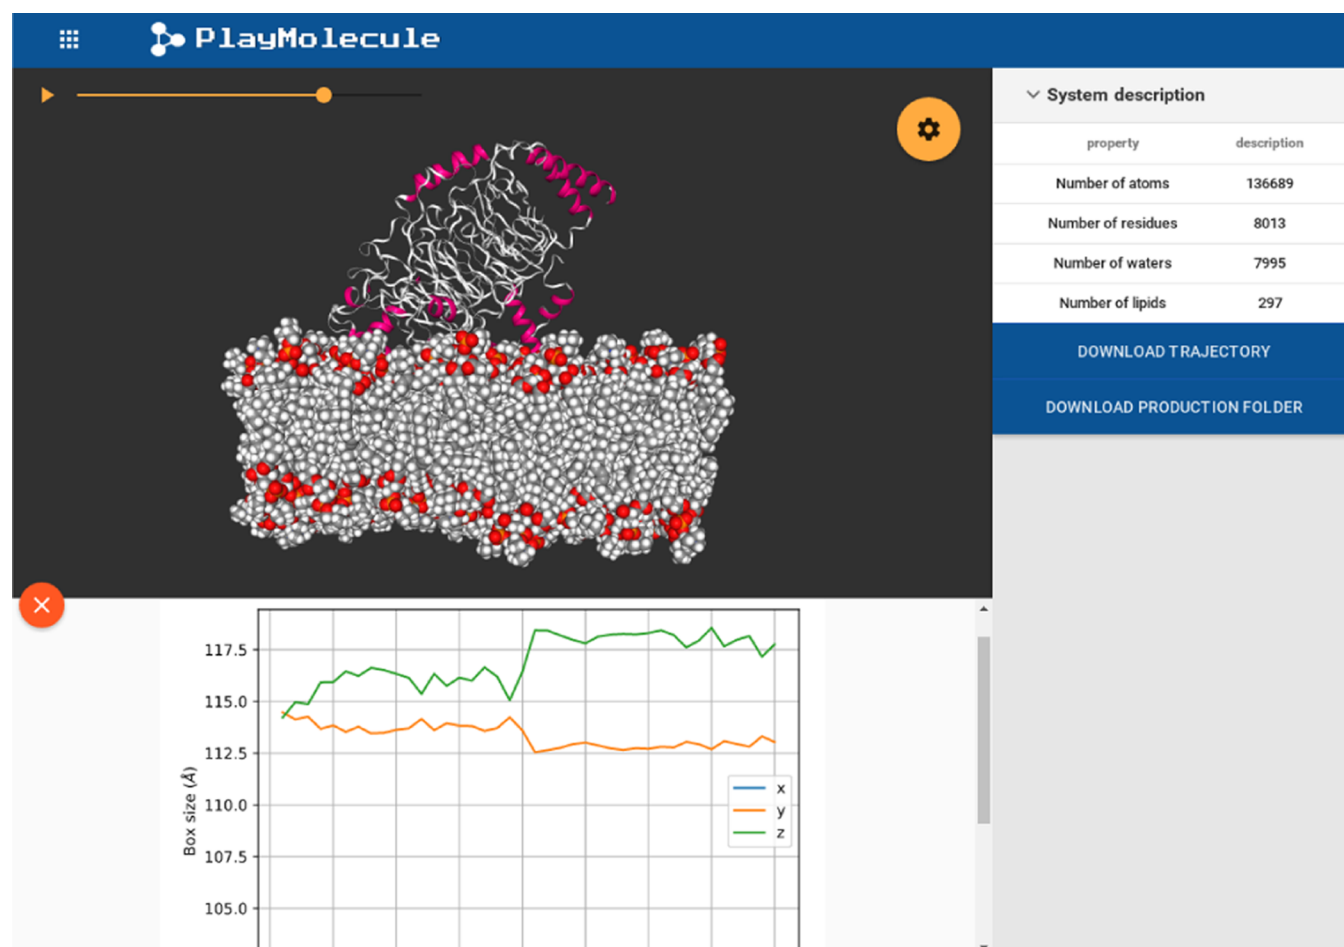 PlayMolecule
System description
property description
Number of atoms 136689
Number of residues 8013
Number of waters 7995
Number of lipids 297
DOWNLOAD TRAJECTORY
DOWNLOAD PRODUCTION FOLDER
117.5
115.0
112.5
110.0
107.5
105.0
Box size (Å)
x
y
z